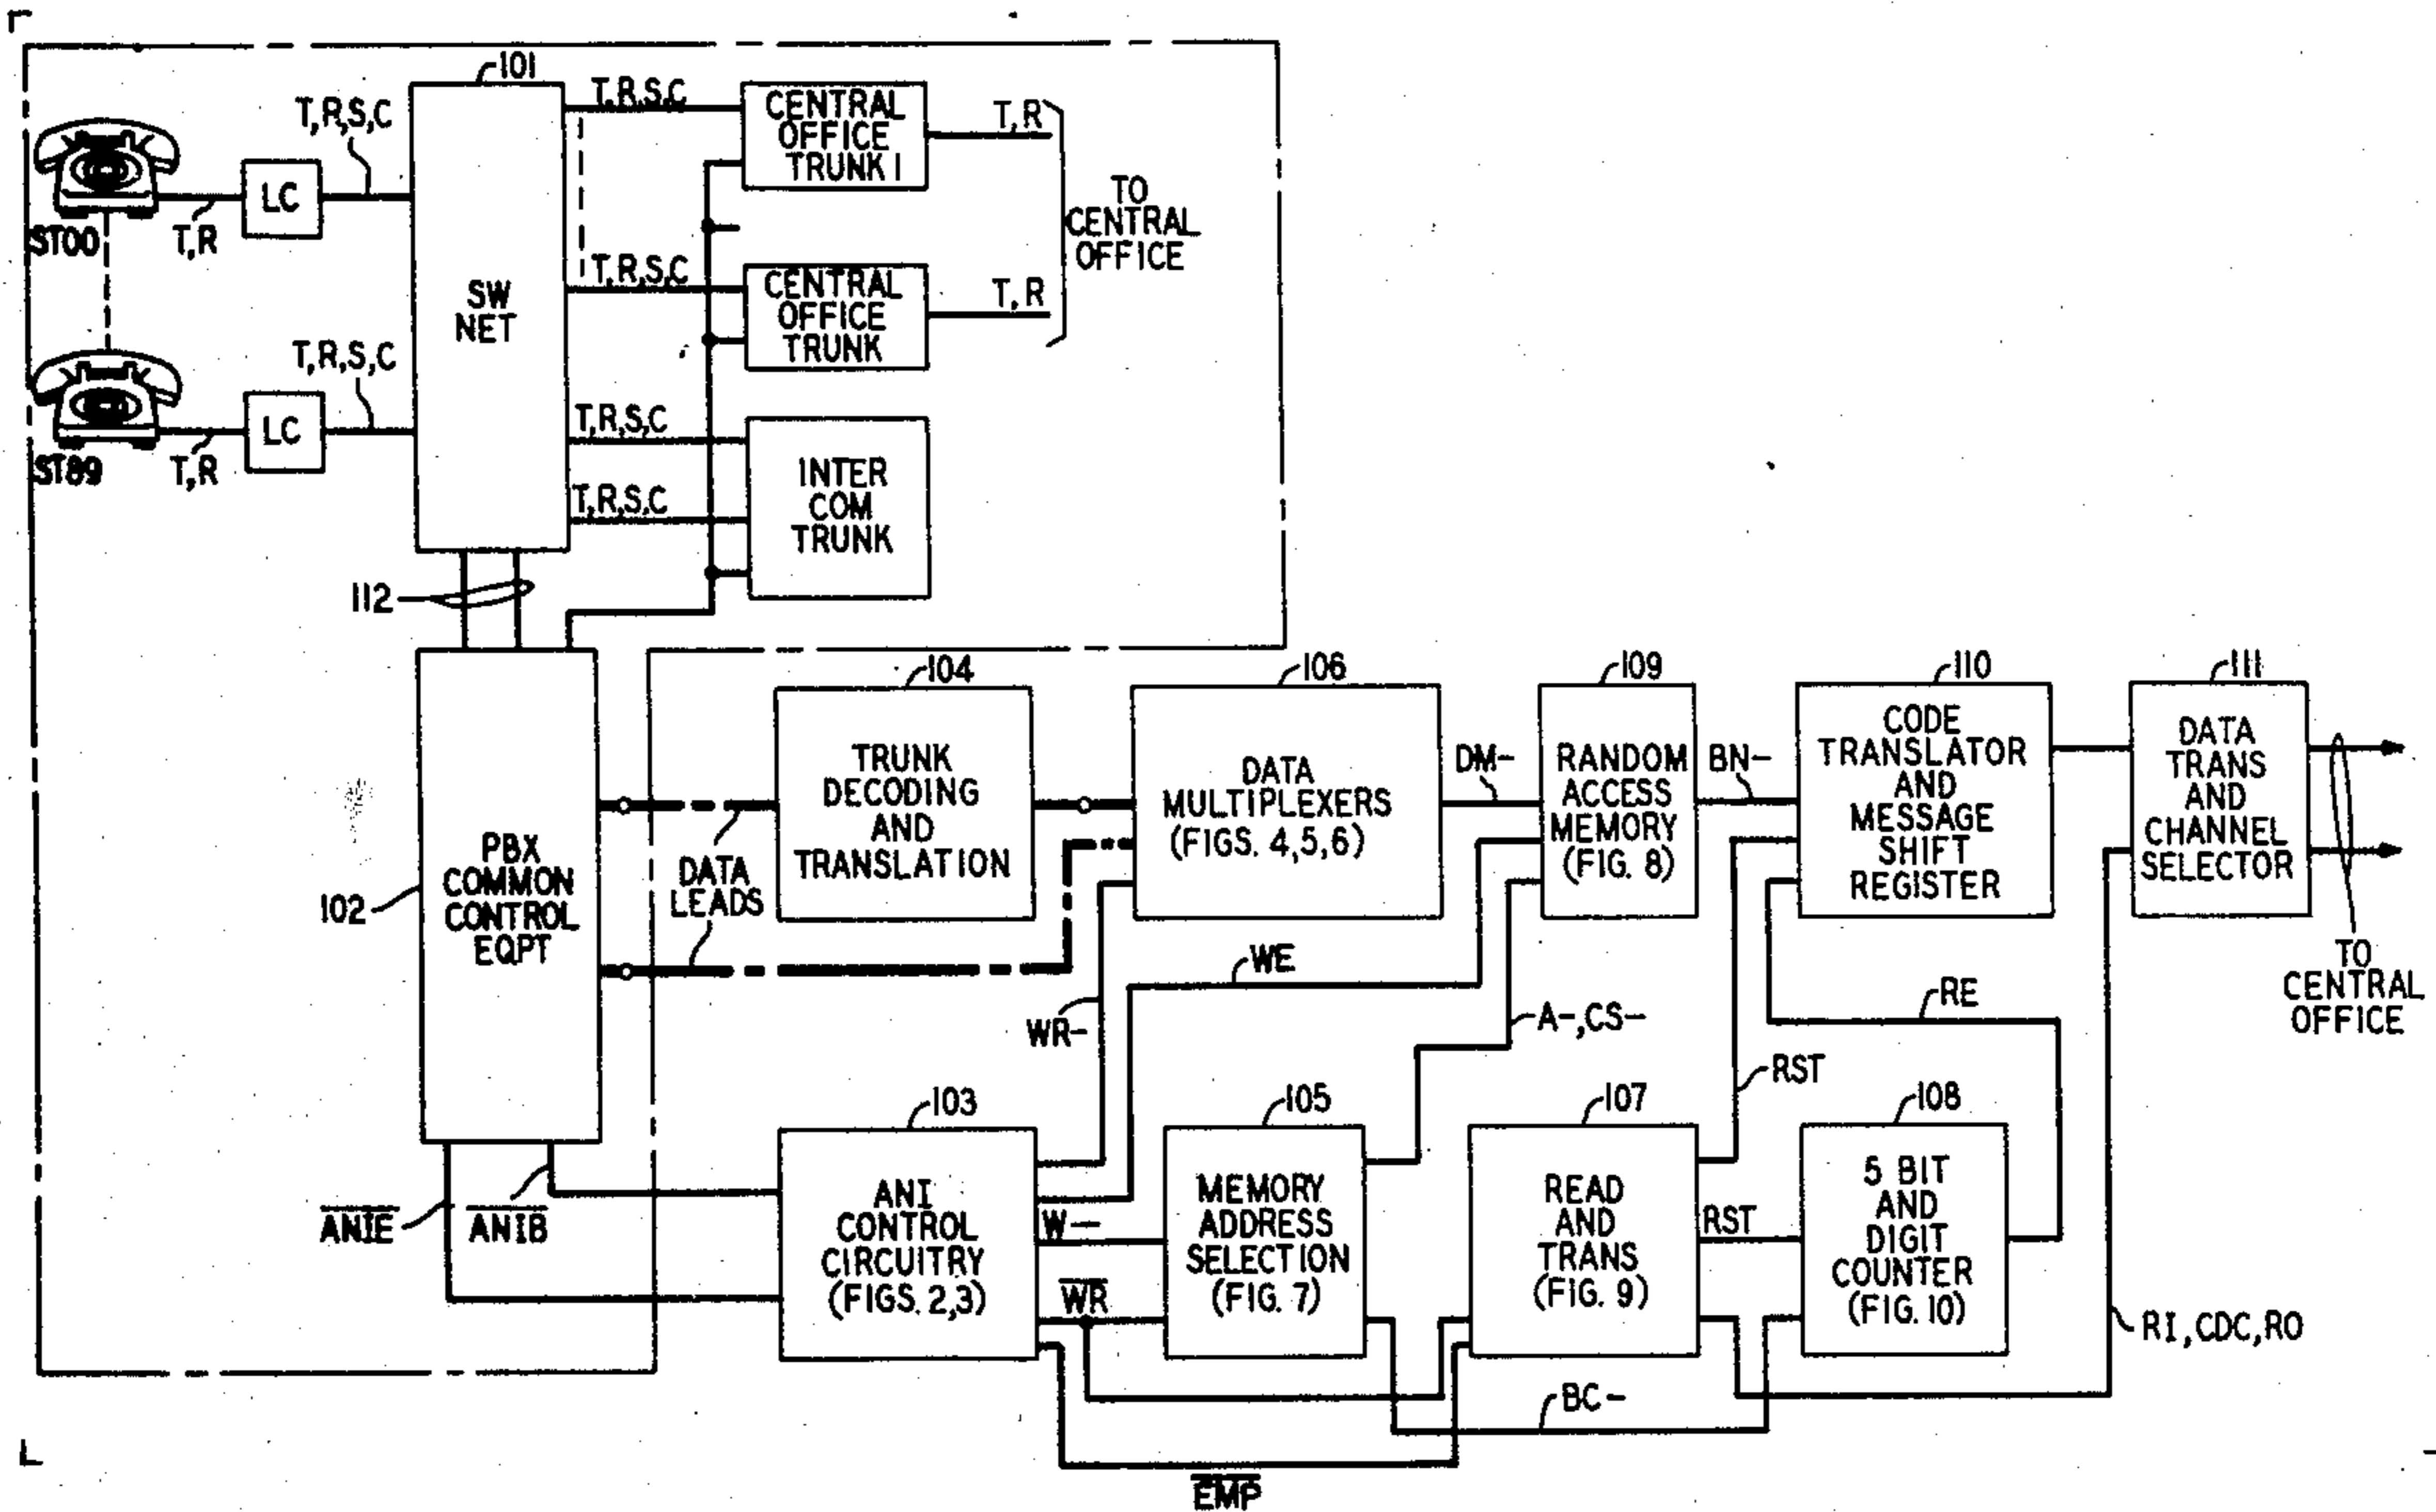 101
T,R,S,C
T,R,S,C
CENTRAL
OFFICE
TRUNK 1
T,R
LC
ST00
T,R
TO
CENTRAL
OFFICE
SW
NET
T,R,S,C
CENTRAL
OFFICE
TRUNK
T,R
T,R,S,C
LC
ST89
T,R
T,R,S,C
T,R,S,C
INTER
COM
TRUNK
112
102
PBX
COMMON
CONTROL
EQPT
104
TRUNK
DECODING
AND
TRANSLATION
DATA
LEADS
106
DATA
MULTIPLEXERS
(FIGS. 4,5,6)
DM-
109
RANDOM
ACCESS
MEMORY
(FIG. 8)
BN-
110
CODE
TRANSLATOR
AND
MESSAGE
SHIFT
REGISTER
111
DATA
TRANS
AND
CHANNEL
SELECTOR
TO
CENTRAL
OFFICE
WR-
WE
A-,CS-
RE
RST
A̅N̅I̅E̅
A̅N̅I̅B̅
103
ANI
CONTROL
CIRCUITRY
(FIGS. 2,3)
W-
W̅R̅
105
MEMORY
ADDRESS
SELECTION
(FIG. 7)
107
READ
AND
TRANS
(FIG. 9)
RST
108
5 BIT
AND
DIGIT
COUNTER
(FIG. 10)
RI,CDC,RO
BC-
E̅M̅P̅